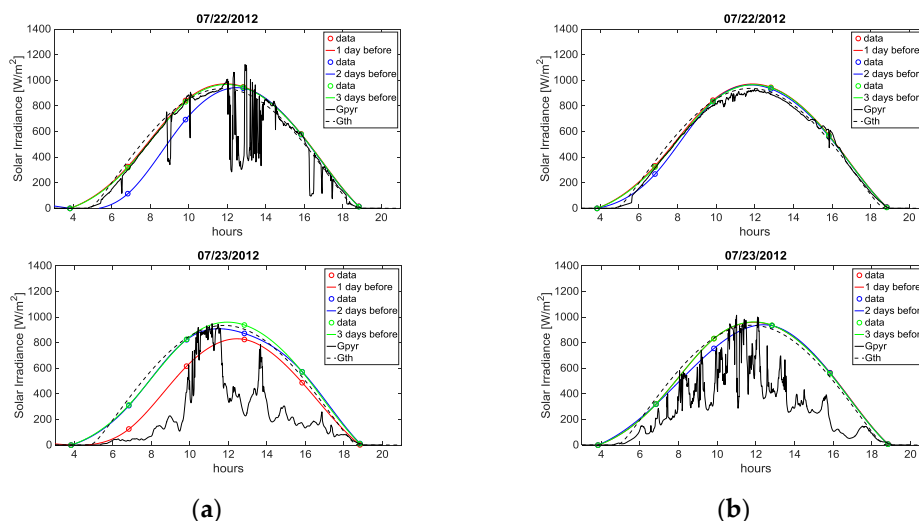 07/22/2012
Solar Irradiance [W/m²]
1400
1200
1000
800
600
400
200
0
4 6 8 10 12 14 16 18 20
hours
data
1 day before
data
2 days before
data
3 days before
Gpyr
Gth
07/22/2012
Solar Irradiance [W/m²]
1400
1200
1000
800
600
400
200
0
4 6 8 10 12 14 16 18 20
hours
data
1 day before
data
2 days before
data
3 days before
Gpyr
Gth
07/23/2012
Solar Irradiance [W/m²]
1400
1200
1000
800
600
400
200
0
4 6 8 10 12 14 16 18 20
hours
data
1 day before
data
2 days before
data
3 days before
Gpyr
Gth
07/23/2012
Solar Irradiance [W/m²]
1400
1200
1000
800
600
400
200
0
4 6 8 10 12 14 16 18 20
hours
data
1 day before
data
2 days before
data
3 days before
Gpyr
Gth
(a)
(b)